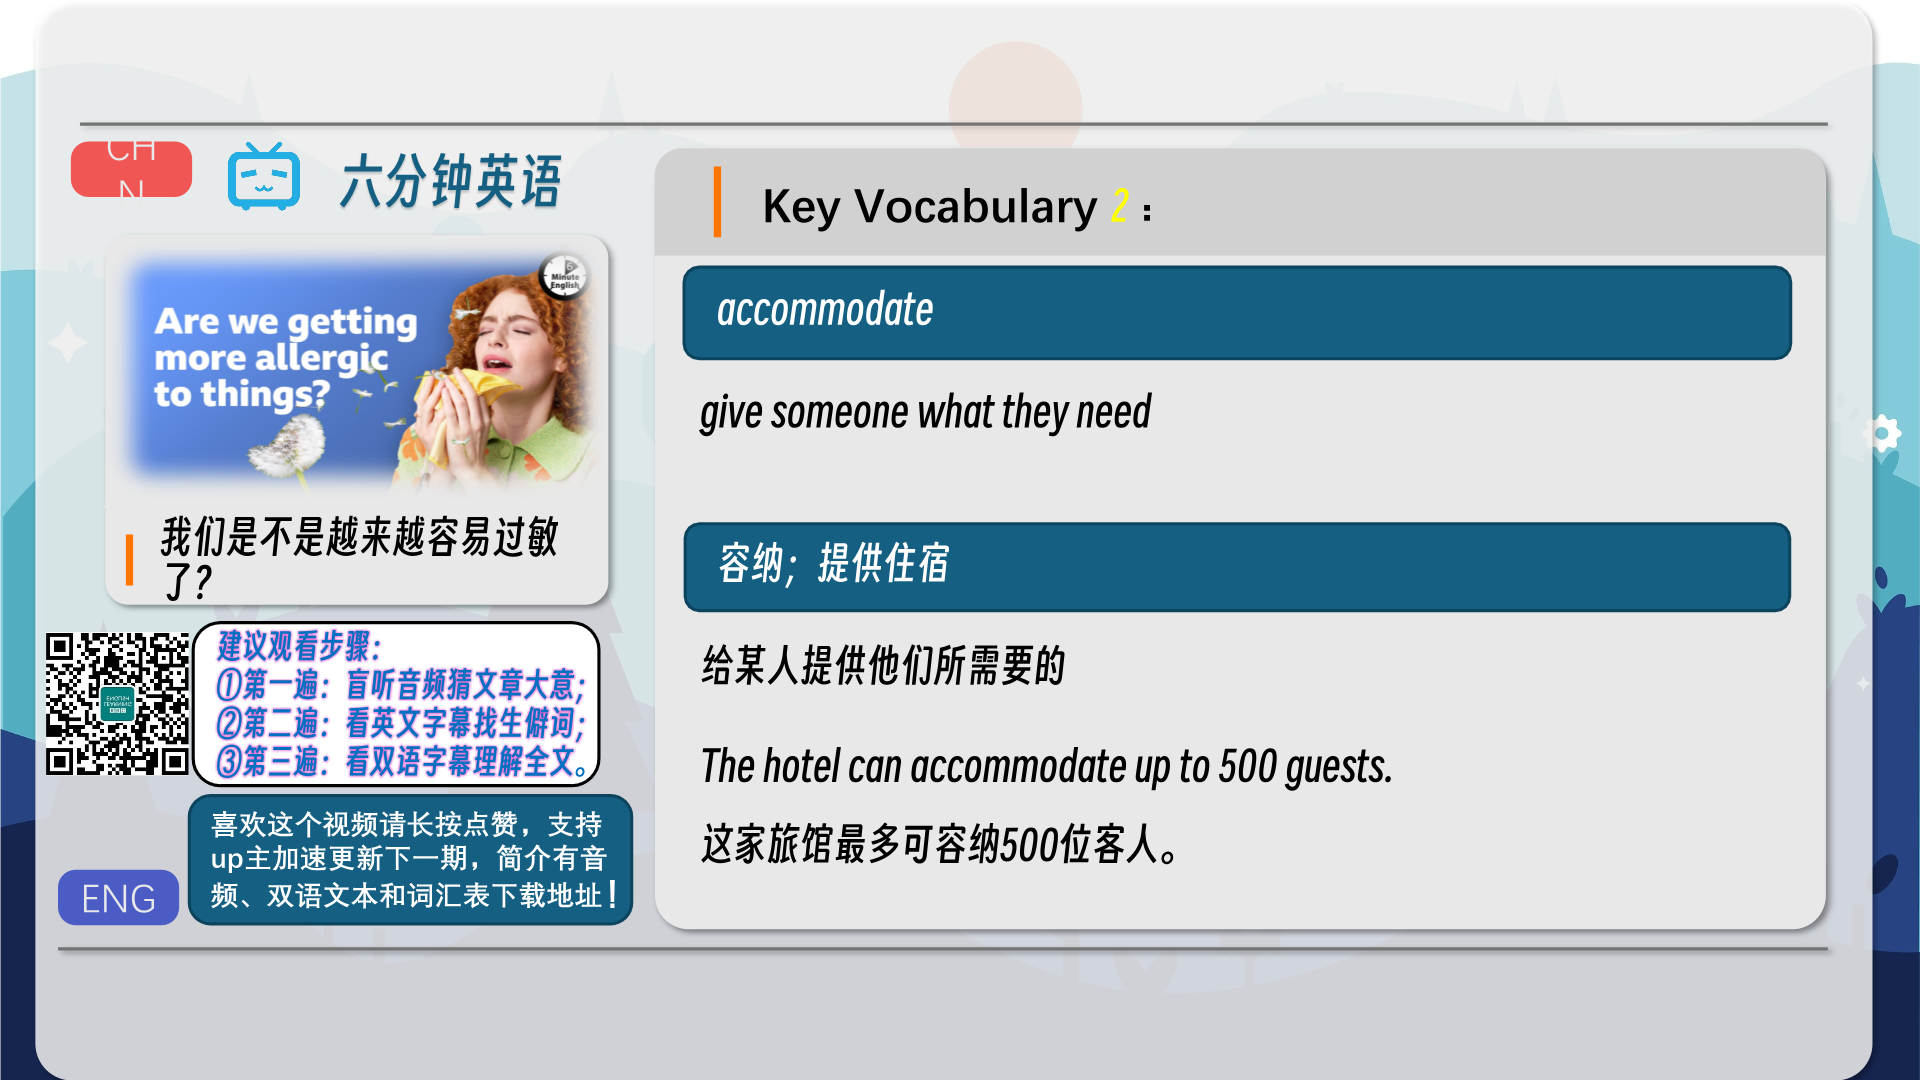 CH
N
六分钟英语
6
Minute
English
Are we getting
more allergic
to things?
我们是不是越来越容易过敏
了？
建议观看步骤：
①第一遍：盲听音频猜文章大意；
②第二遍：看英文字幕找生僻词；
③第三遍：看双语字幕理解全文。
喜欢这个视频请长按点赞，支持
up主加速更新下一期，简介有音
频、双语文本和词汇表下载地址！
ENG
Key Vocabulary 2：
accommodate
give someone what they need
容纳；提供住宿
给某人提供他们所需要的
The hotel can accommodate up to 500 guests.
这家旅馆最多可容纳500位客人。